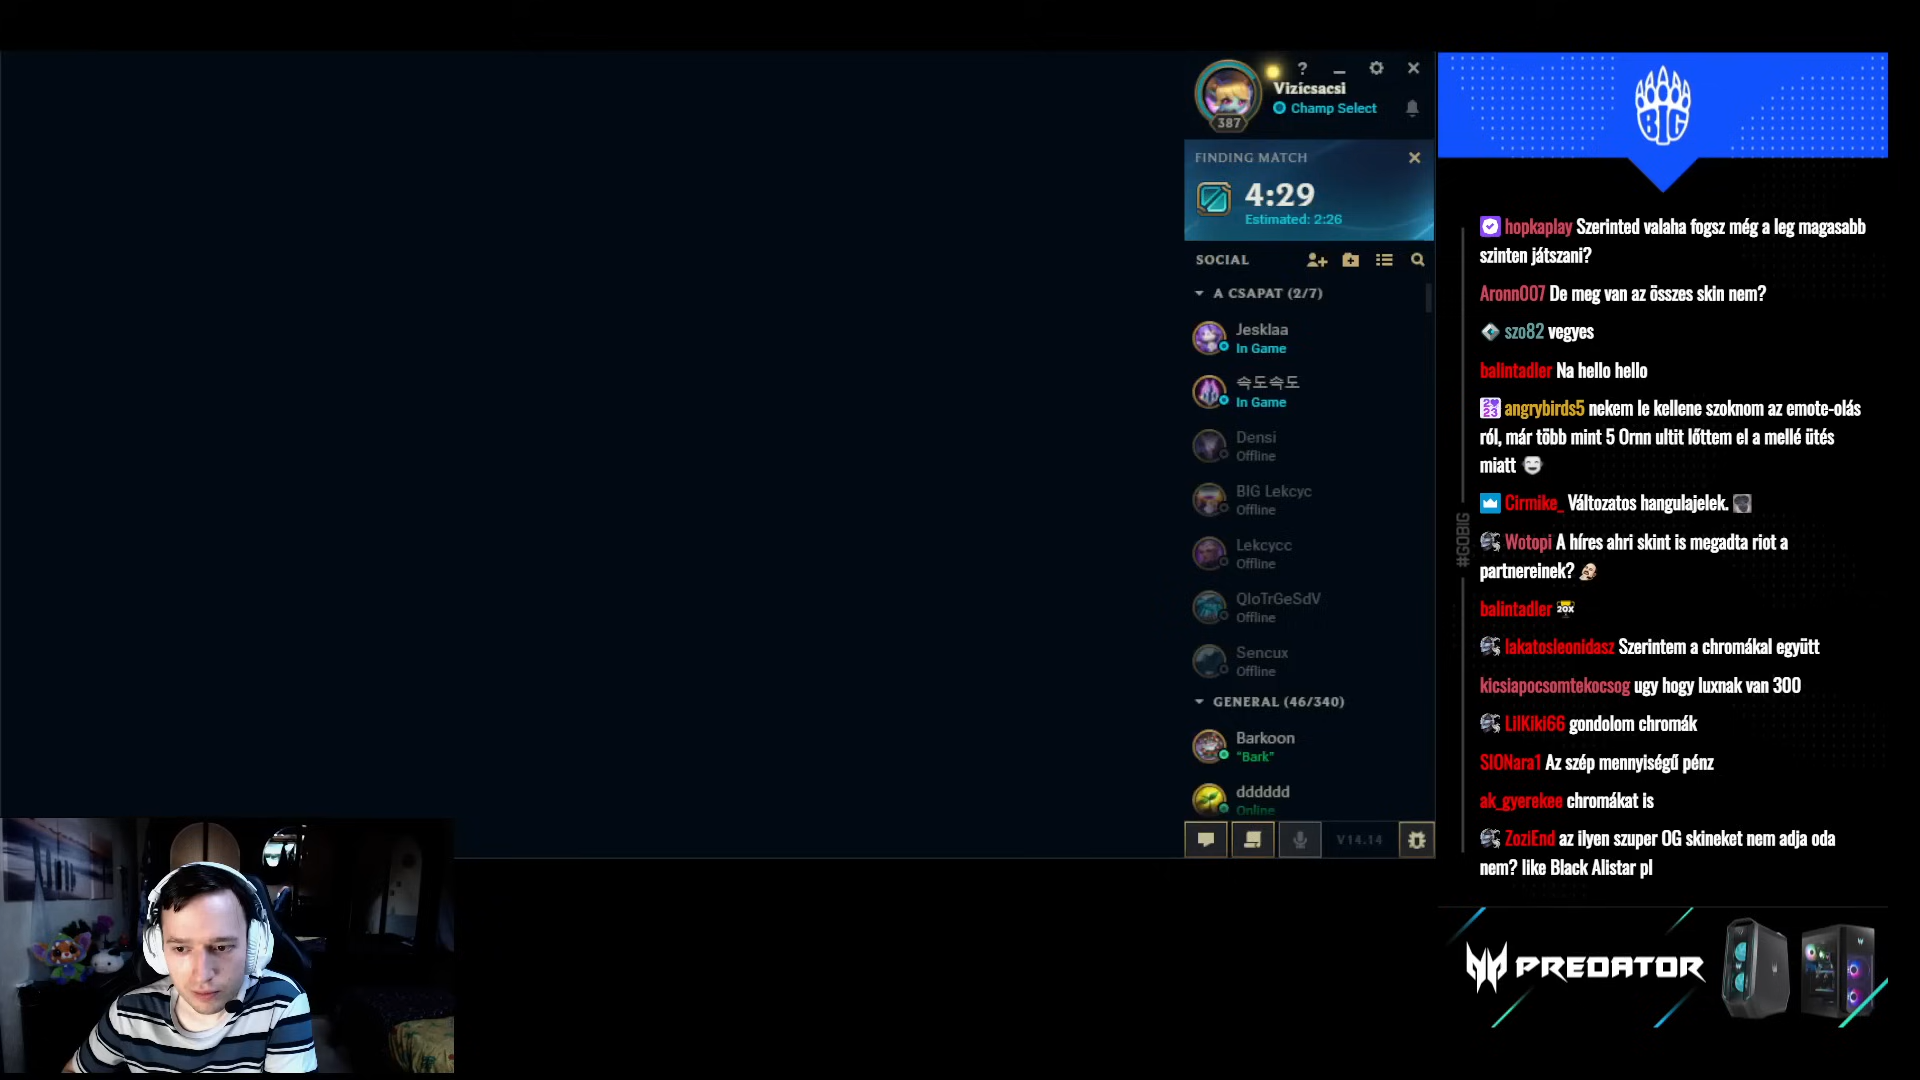 ?
Vizicsacsi
Champ Select
387
FINDING MATCH
4:29
Estimated: 2:26
SOCIAL
A CSAPAT (2/7)
Jesklaa
In Game
속도속도
In Game
Densi
Offline
BIG Lekcyc
Offline
Lekcycc
Offline
QloTrGeSdV
Offline
Sencux
Offline
GENERAL (46/340)
Barkoon
“Bark”
dddddd
Online
V14.14
BIG
hopkaplay Szerinted valaha fogsz még a leg magasabb
szinten játszani?
Aronn007 De meg van az összes skin nem?
szo82 vegyes
balintadler Na hello hello
angrybirds5 nekem le kellene szoknom az emote-olás
ról, már több mint 5 Ornn ultit lőttem el a mellé ütés
miatt
Cirmike_ Változatos hangulajelek.
#GOBIG
Wotopi A híres ahri skint is megadta riot a
partnereinek?
balintadler
20X
lakatosleonidasz Szerintem a chromákal együtt
kicsiapocsomtekocsog ugy hogy luxnak van 300
LilKiki66 gondolom chromák
SIONara1 Az szép mennyiségű pénz
ak_gyerekee chromákat is
ZoziEnd az ilyen szuper OG skineket nem adja oda
nem? like Black Alistar pl
PREDATOR